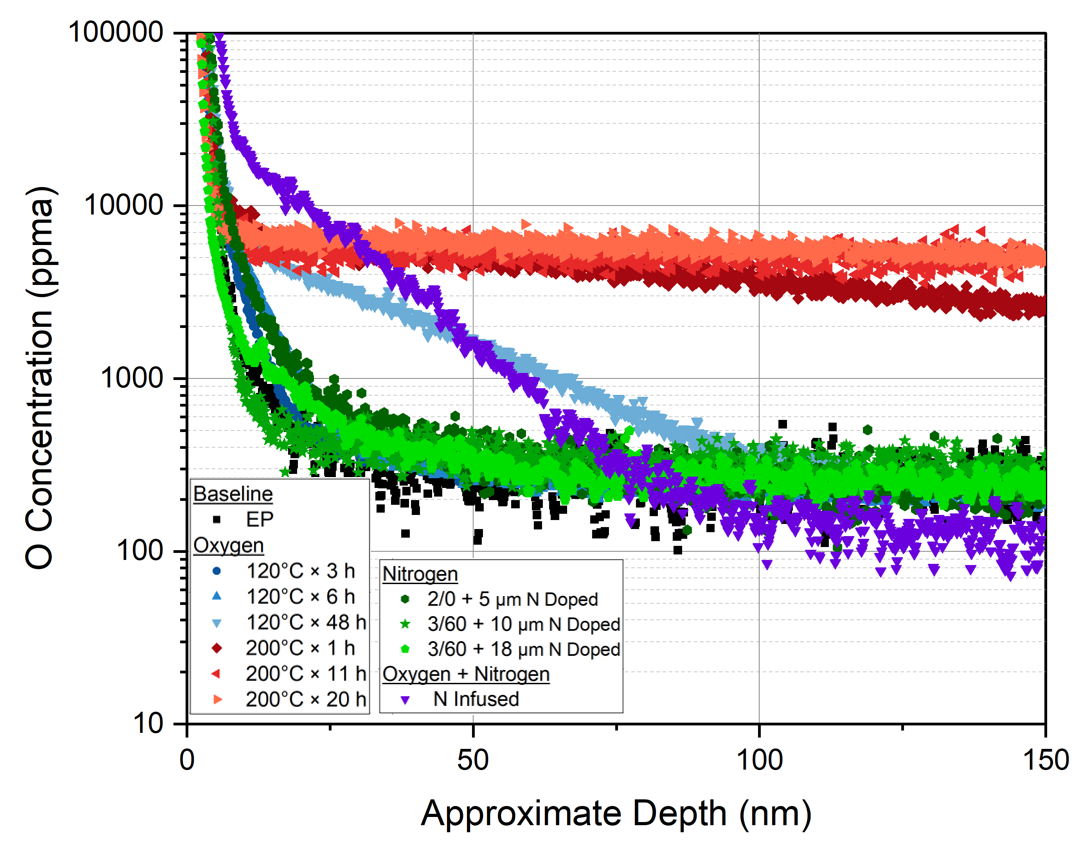 100000
10000
1000
100
10
O Concentration (ppma)
Baseline
EP
Oxygen
120°C × 3 h
120°C × 6 h
120°C × 48 h
200°C × 1 h
200°C × 11 h
200°C × 20 h
Nitrogen
2/0 + 5 µm N Doped
3/60 + 10 µm N Doped
3/60 + 18 µm N Doped
Oxygen + Nitrogen
N Infused
0 50 100 150
Approximate Depth (nm)